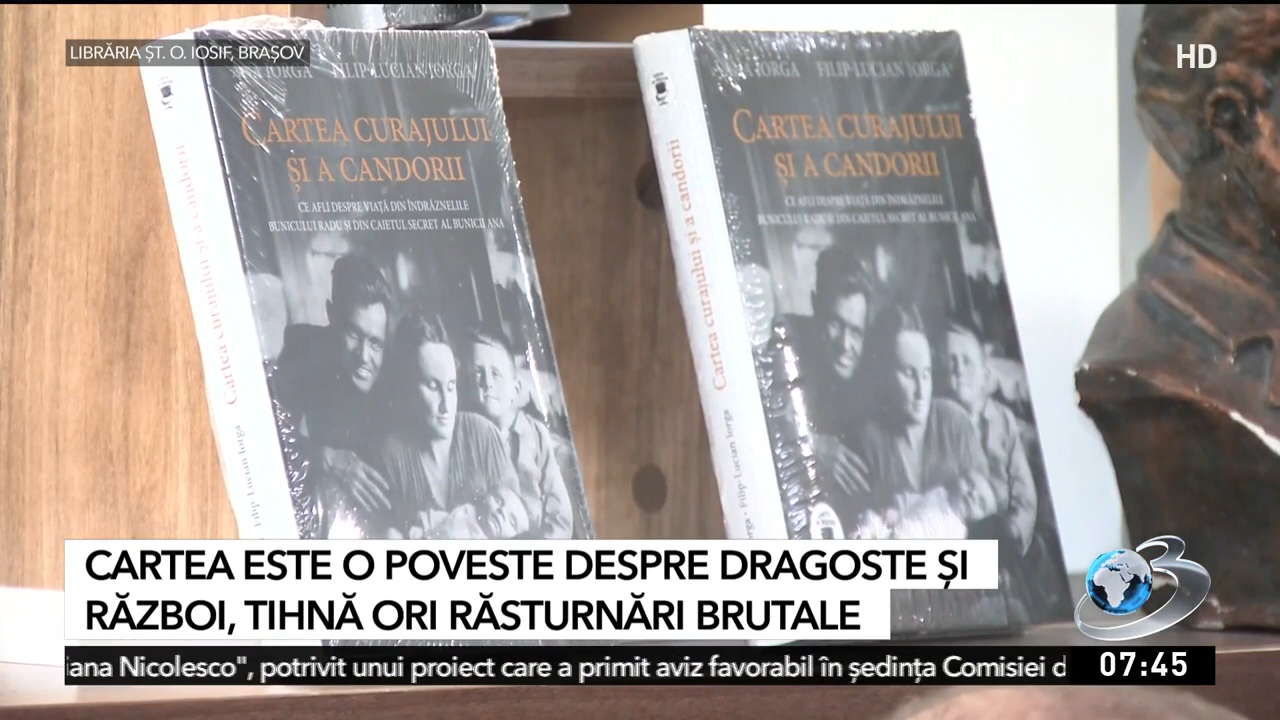 LIBRĂRIA ȘT. O. IOSIF, BRAȘOV
HD
IORGA FILIP-LUCIAN IORGA
CARTEA CURAJULUI
ȘI A CANDORII
CE AFLI DESPRE VIAȚĂ DIN ÎNDRĂZNELILE
BUNICULUI RADU ȘI DIN CAIETUL SECRET AL BUNICII ANA
Cartea curajului și a candorii
Filip-Lucian Iorga
IORGA FILIP-LUCIAN IORGA
CARTEA CURAJULUI
ȘI A CANDORII
CE AFLI DESPRE VIAȚĂ DIN ÎNDRĂZNELILE
BUNICULUI RADU ȘI DIN CAIETUL SECRET AL BUNICII ANA
Cartea curajului și a candorii
Filip-Lucian Iorga
CARTEA ESTE O POVESTE DESPRE DRAGOSTE ȘI
RĂZBOI, TIHNĂ ORI RĂSTURNĂRI BRUTALE
3
iana Nicolesco", potrivit unui proiect care a primit aviz favorabil în ședința Comisiei d
07:45